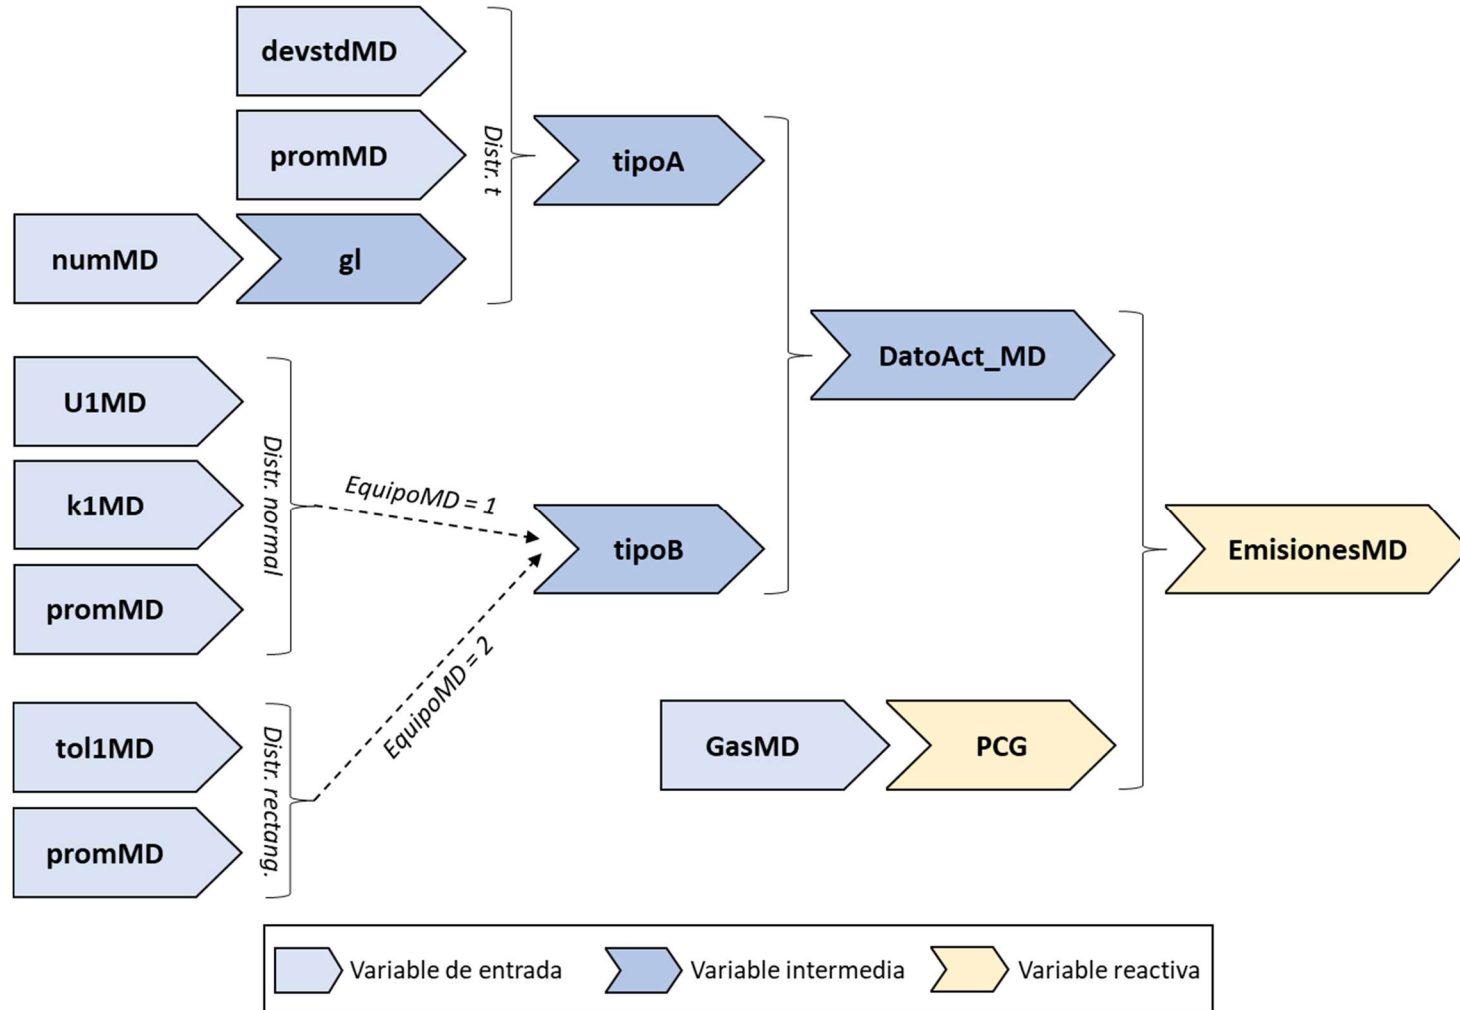 devstdMD
promMD
numMD
gl
Distr. t
tipoA
U1MD
k1MD
promMD
Distr. normal
EquipoMD = 1
tipoB
DatoAct_MD
EmisionesMD
tol1MD
promMD
Distr. rectang.
EquipoMD = 2
GasMD
PCG
Variable de entrada
Variable intermedia
Variable reactiva